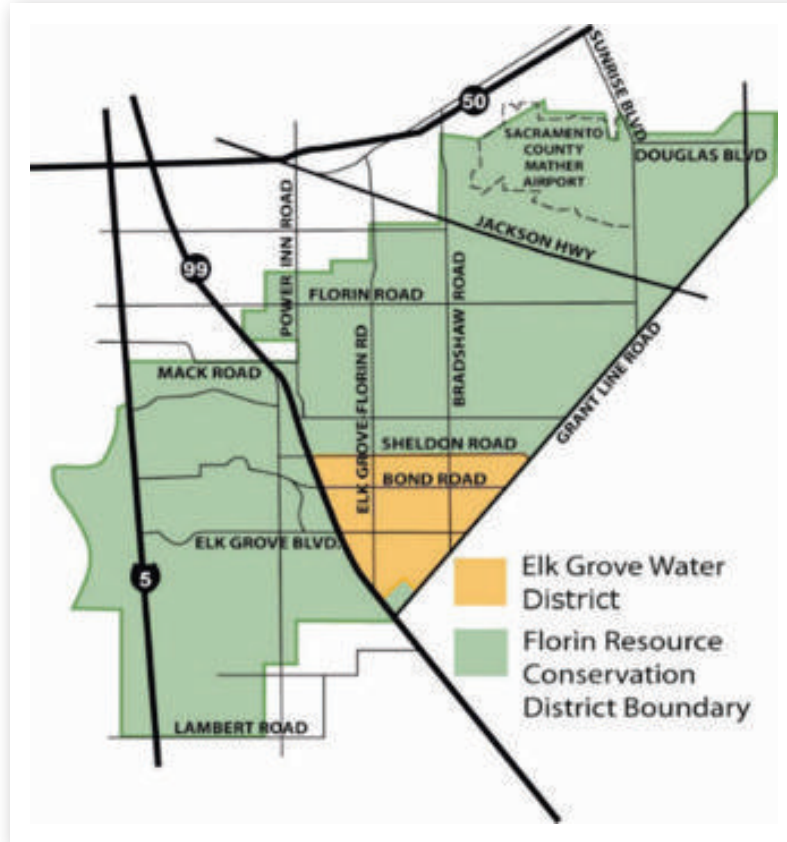 50
SUNRISE BLVD
SACRAMENTO
COUNTY
MATHER
AIRPORT
DOUGLAS BLVD
99
POWER INN ROAD
JACKSON HWY
FLORIN ROAD
BRADSHAW ROAD
MACK ROAD
ELK GROVE-FLORIN RD
GRANT LINE ROAD
SHELDON ROAD
BOND ROAD
ELK GROVE BLVD.
5
Elk Grove Water
District
Florin Resource
Conservation
District Boundary
LAMBERT ROAD